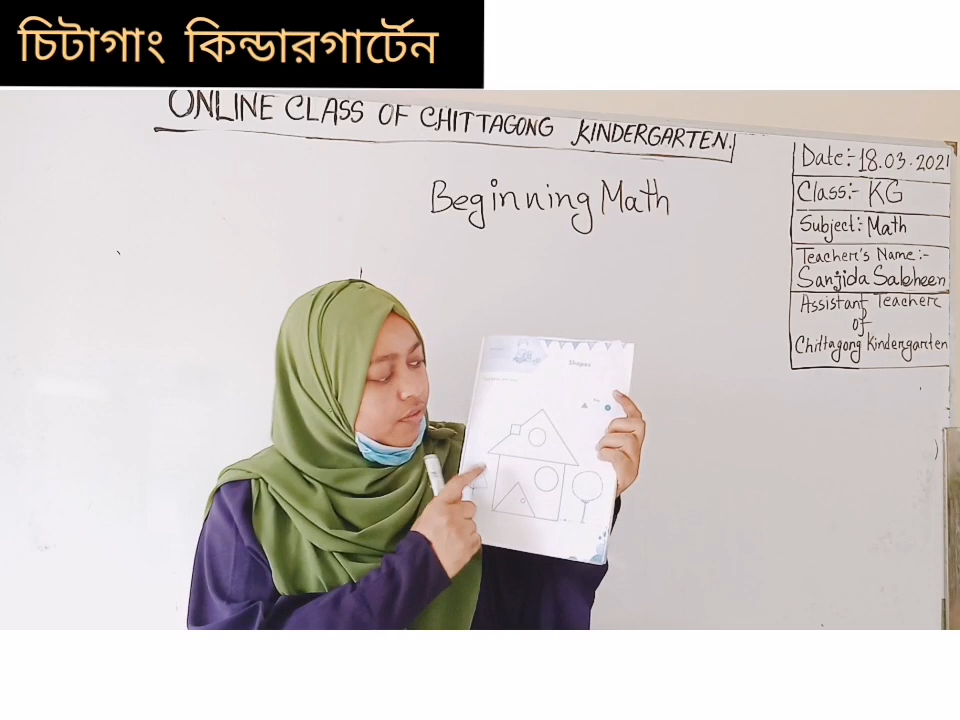 চিটাগাং কিন্ডারগার্টেন
ONLINE CLASS OF CHITTAGONG KINDERGARTEN.
Beginning Math
Date:- 18.03.2021
Class:- KG
Subject:- Math
Teacher's Name:-
Sanjida Sabheen
Assistant Teacher
of
Chittagong Kindergarten
Shapes